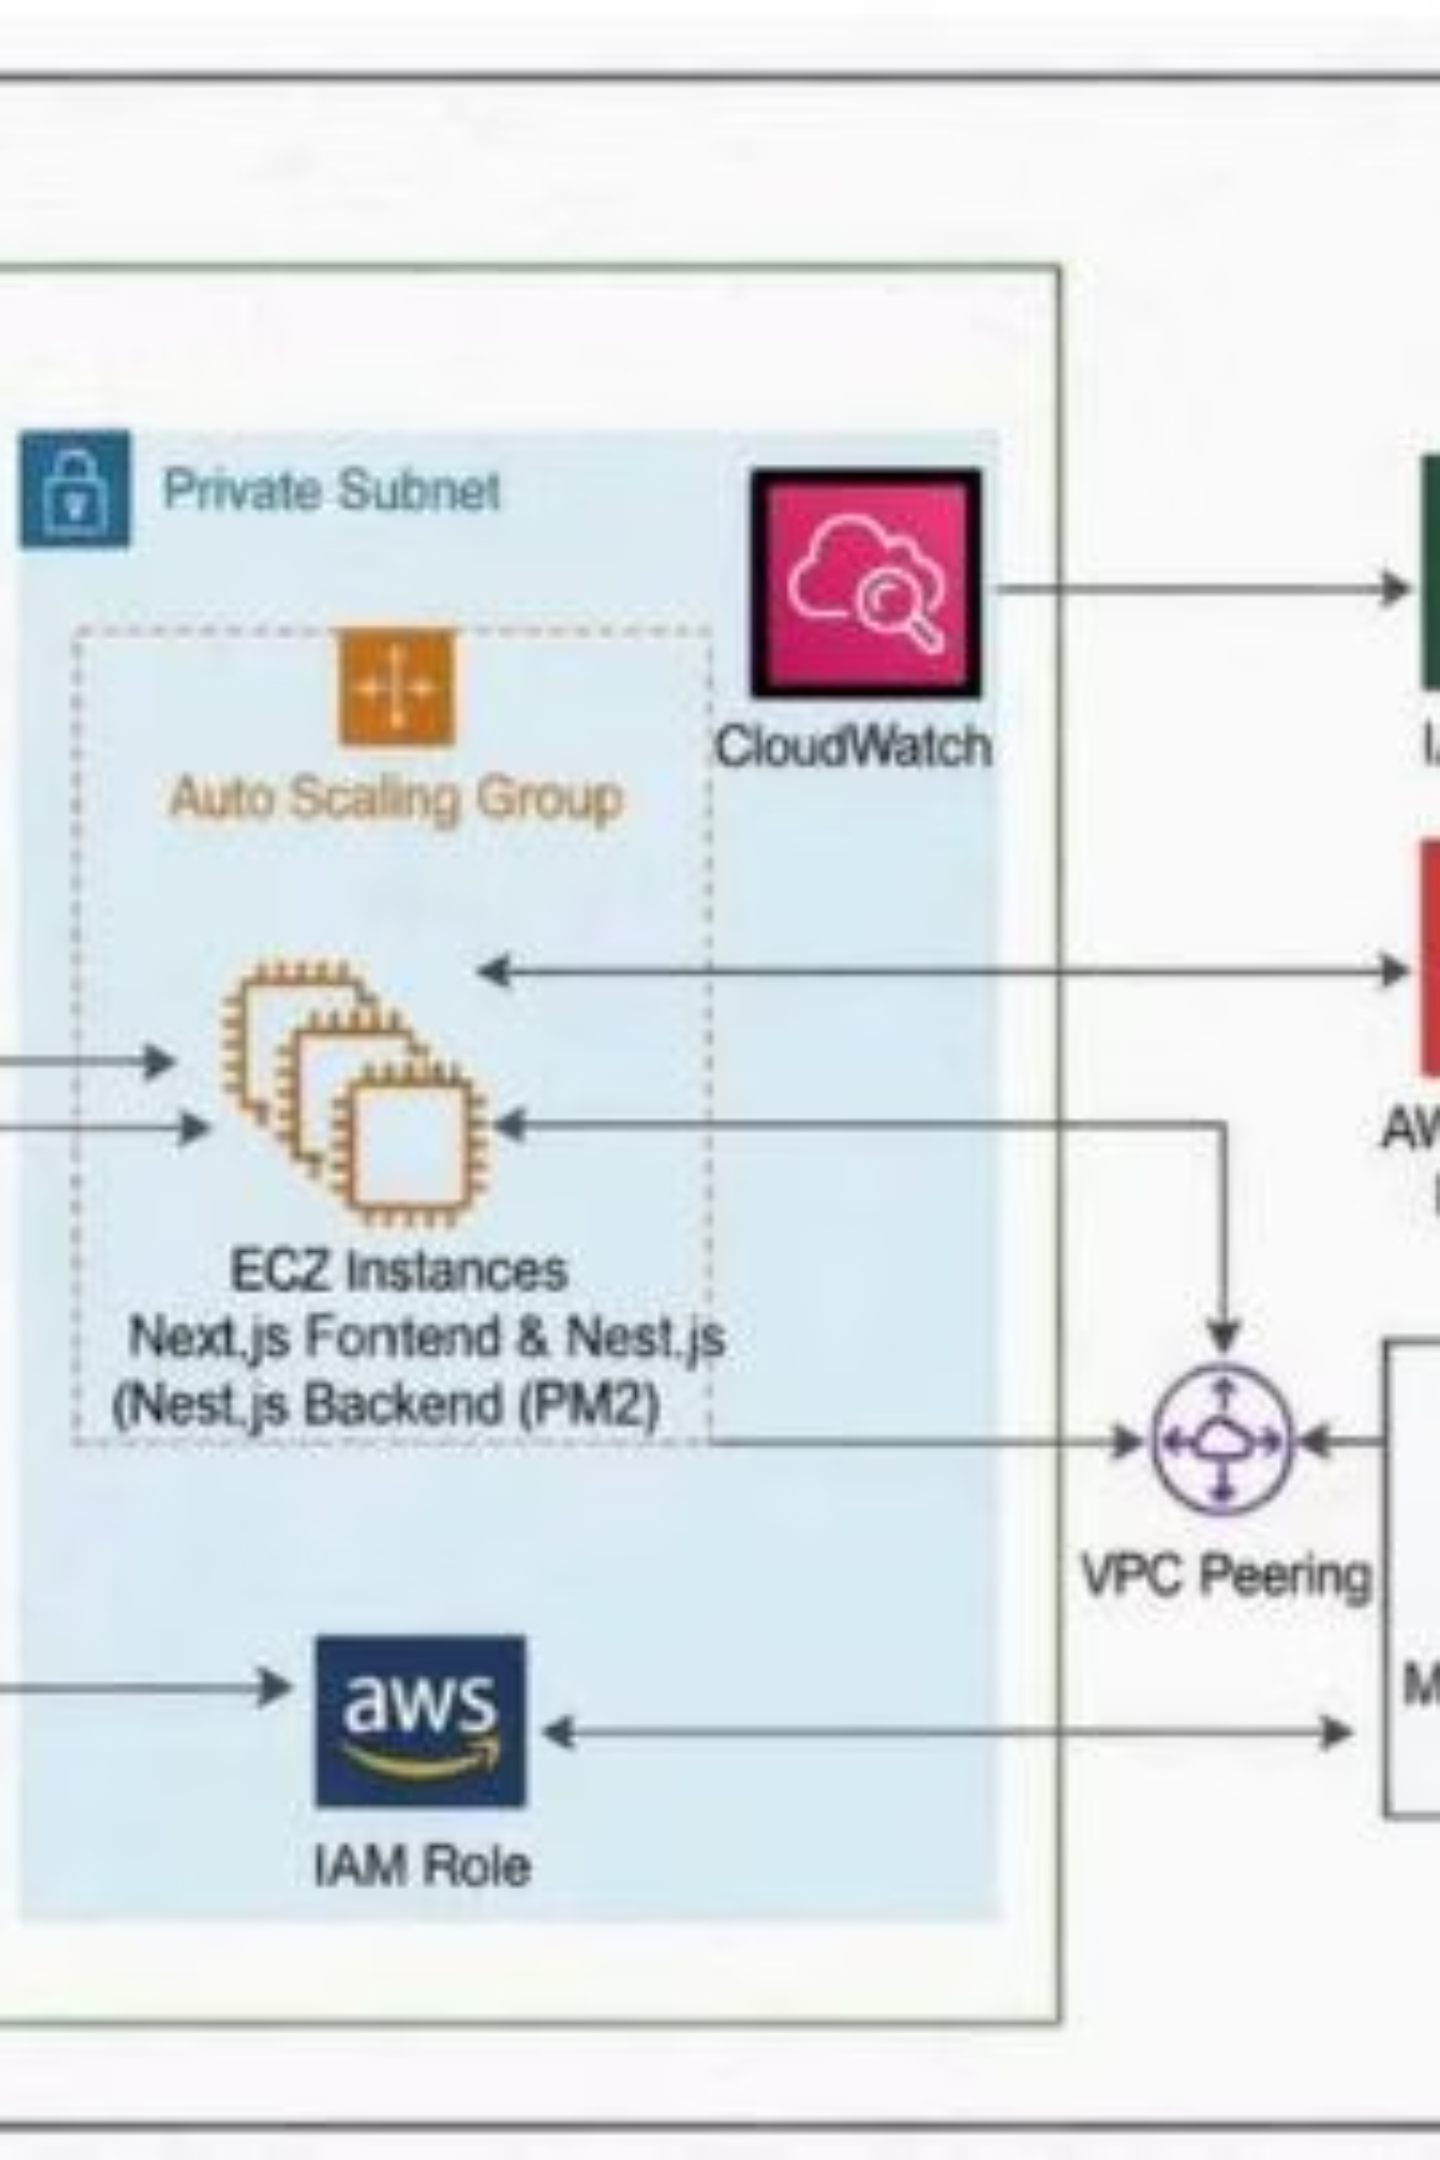 Private Subnet
CloudWatch
Auto Scaling Group
EC2 Instances
Next.js Fontend & Nest.js
(Nest.js Backend (PM2)
VPC Peering
aws
IAM Role